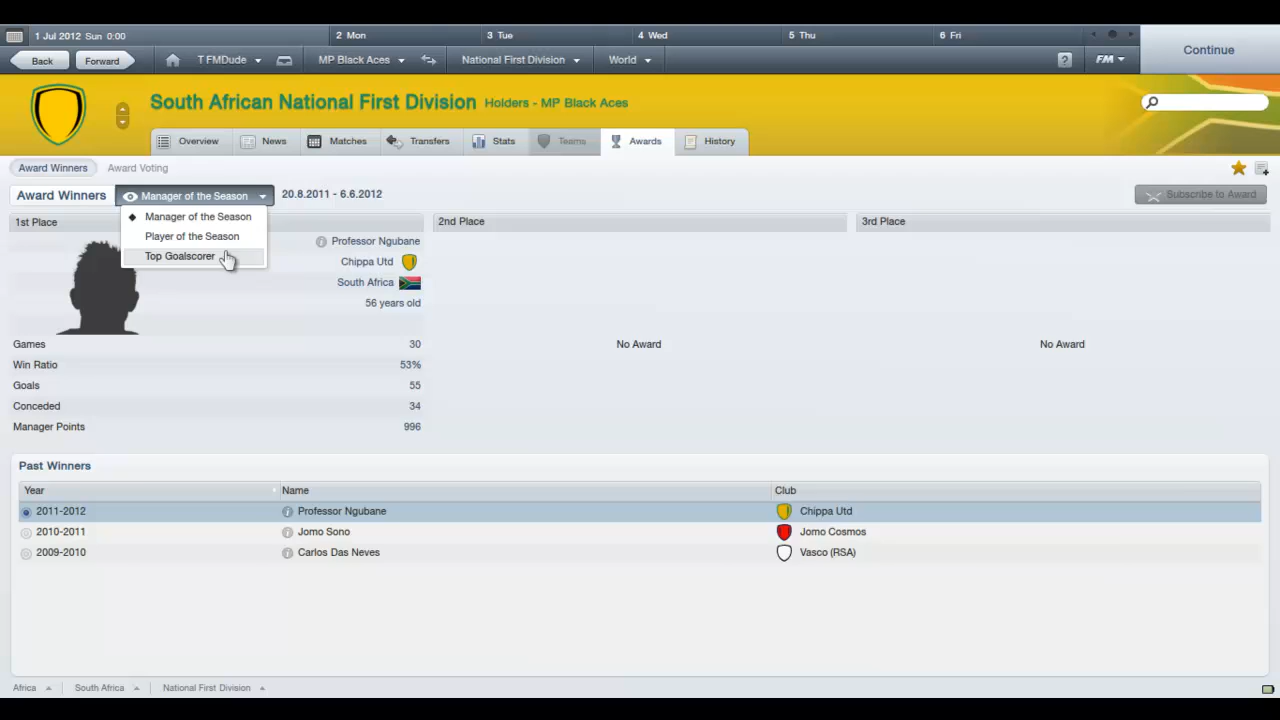 1 Jul 2012 Sun 0:00 2 Mon 3 Tue 4 Wed 5 Thu 6 Fri Continue
Back Forward T FMDude MP Black Aces National First Division World ? FM
South African National First Division Holders - MP Black Aces
Overview News Matches Transfers Stats Teams Awards History
Award Winners Award Voting
Award Winners Manager of the Season 20.8.2011 - 6.6.2012 Subscribe to Award
Manager of the Season
Player of the Season
Top Goalscorer
1st Place 2nd Place 3rd Place
Professor Ngubane
Chippa Utd
South Africa
56 years old
Games 30 No Award No Award
Win Ratio 53%
Goals 55
Conceded 34
Manager Points 996
Past Winners
Year Name Club
2011-2012 Professor Ngubane Chippa Utd
2010-2011 Jomo Sono Jomo Cosmos
2009-2010 Carlos Das Neves Vasco (RSA)
Africa South Africa National First Division